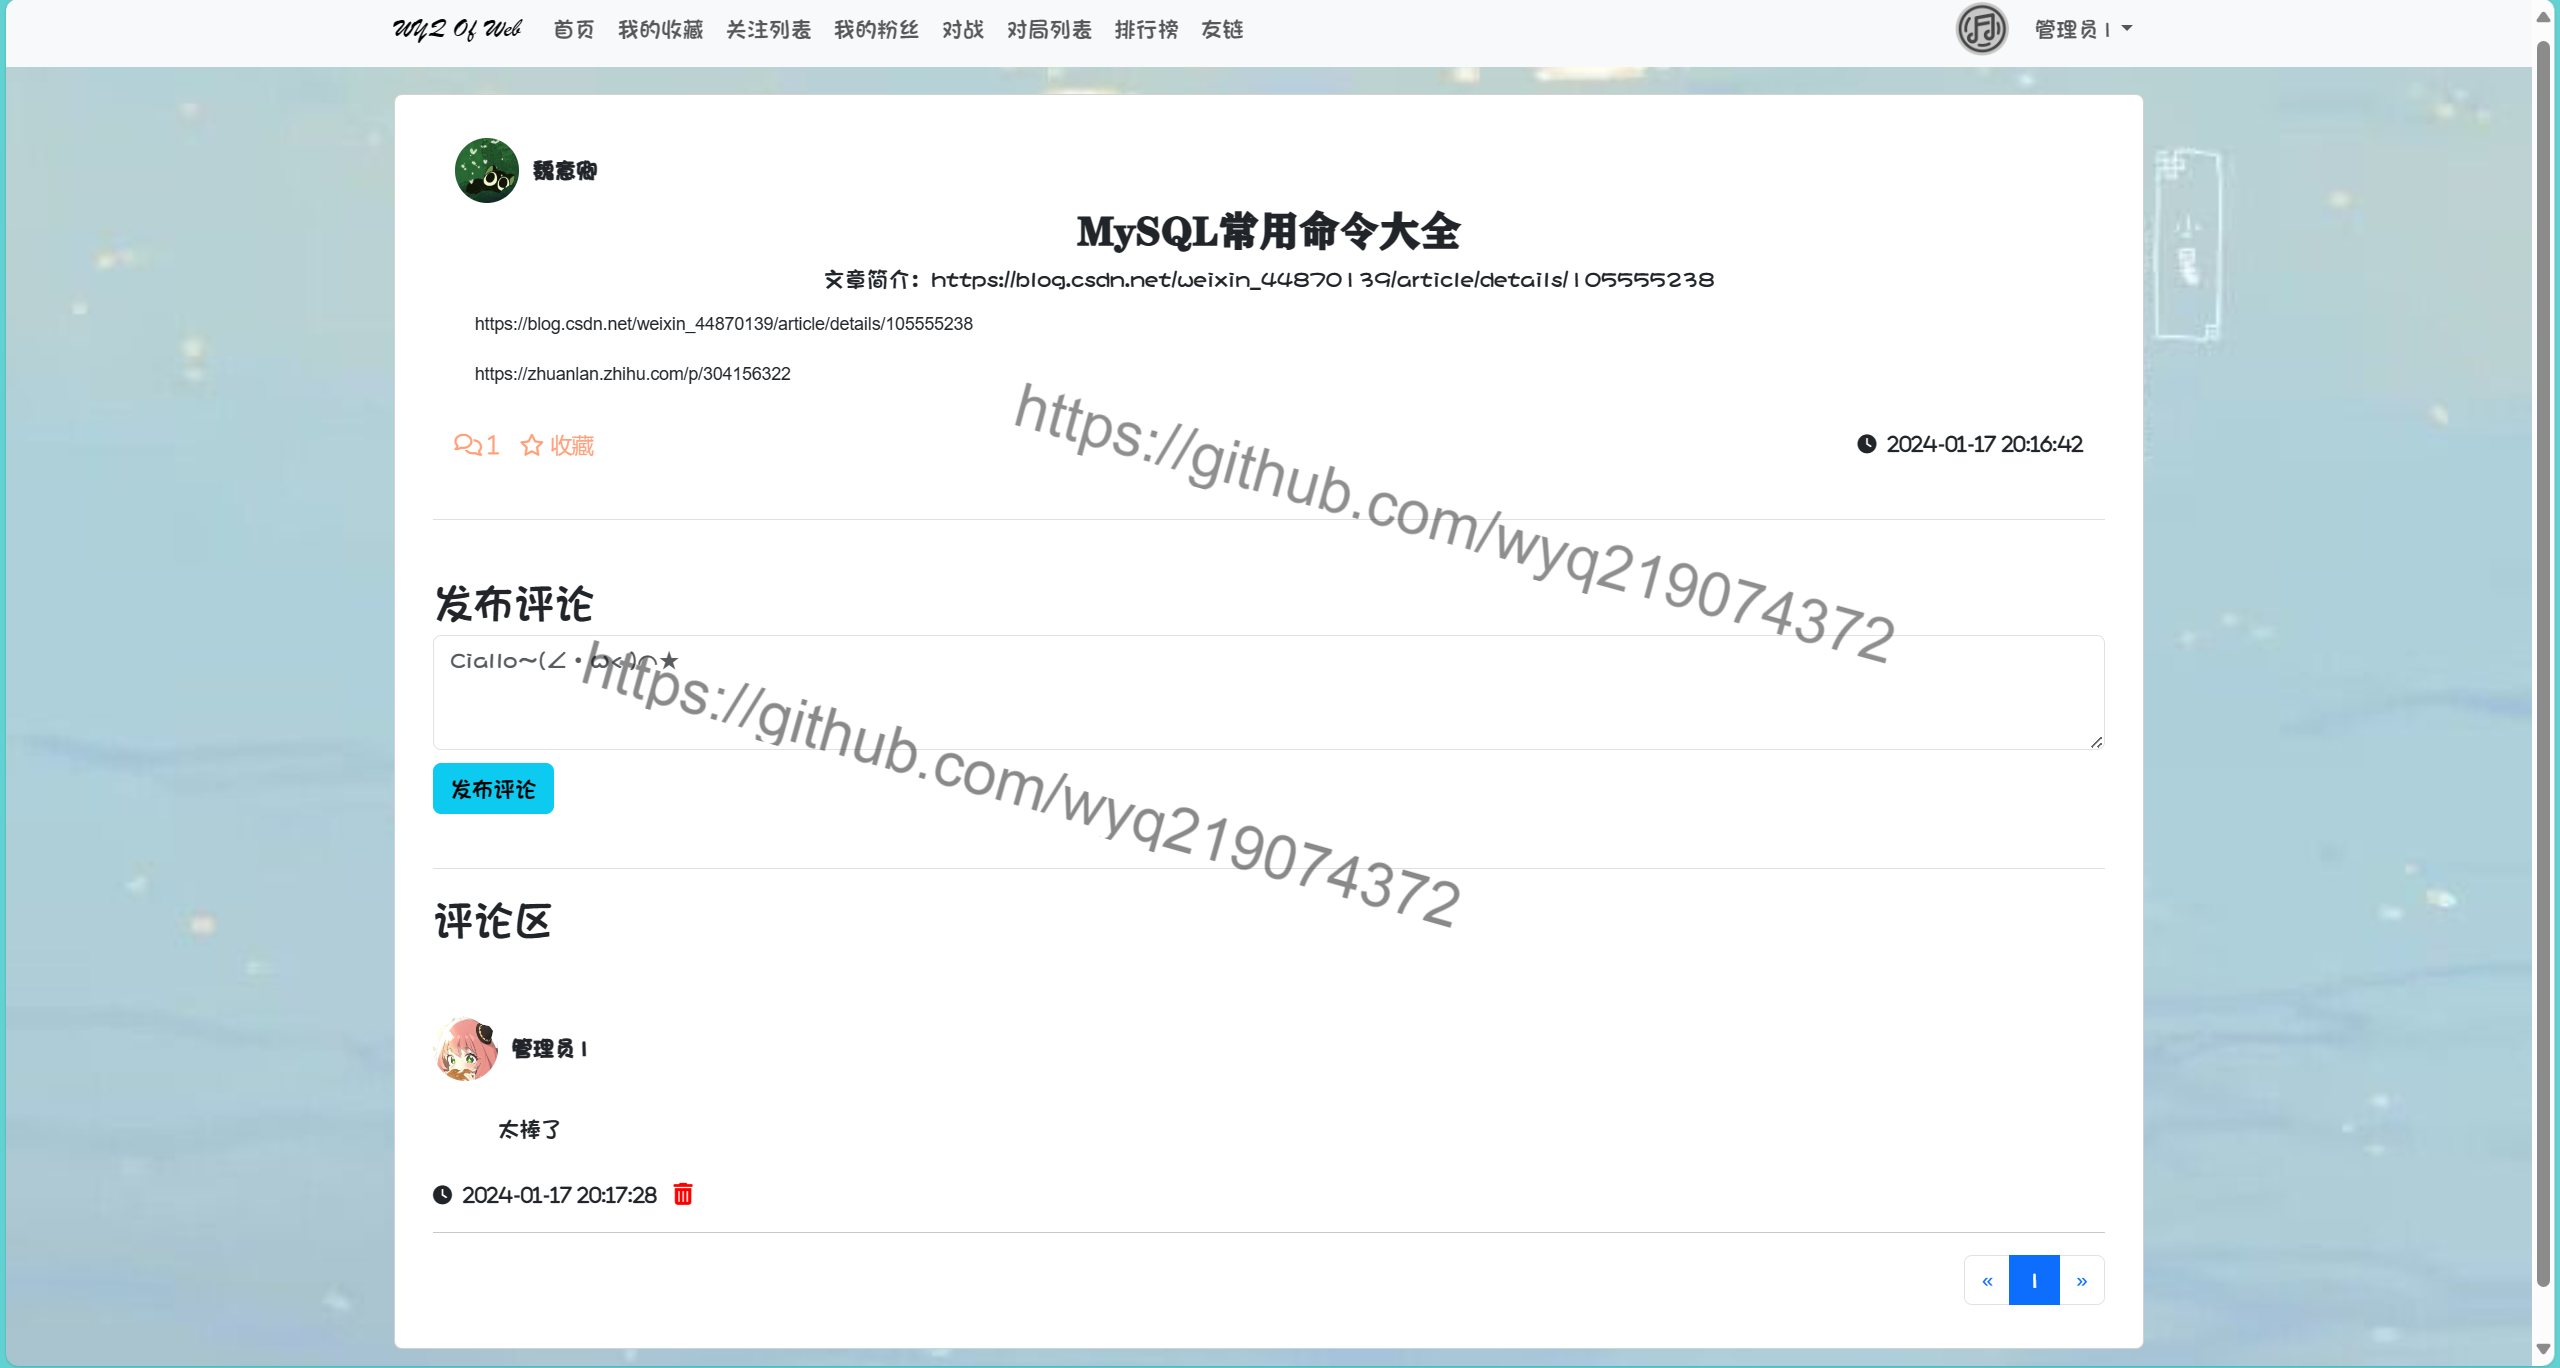 WYQ Of Web 首页 我的收藏 关注列表 我的粉丝 对战 对局列表 排行榜 友链 管理员1
魏意卿
MySQL常用命令大全
文章简介：https://blog.csdn.net/weixin_44870139/article/details/105555238
https://blog.csdn.net/weixin_44870139/article/details/105555238
https://zhuanlan.zhihu.com/p/304156322
1 收藏 2024-01-17 20:16:42
https://github.com/wyq219074372
发布评论
Ciallo～(∠・ω< )⌒★
https://github.com/wyq219074372
发布评论
评论区
管理员1
太棒了
2024-01-17 20:17:28
« 1 »